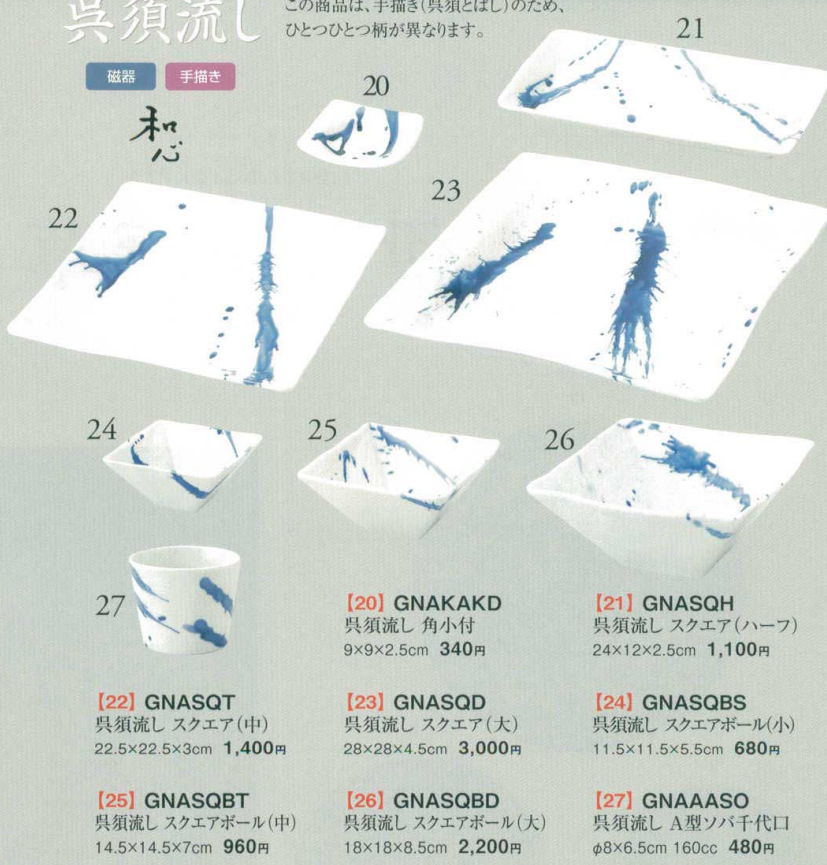 呉須流し
この商品は、手描き(呉須とばし)のため、
ひとつひとつ柄が異なります。
磁器 手描き
和
心
20
21
22
23
24
25
26
27
【20】 GNAKAKD
呉須流し 角小付
9×9×2.5cm 340円
【21】 GNASQH
呉須流し スクエア(ハーフ)
24×12×2.5cm 1,100円
【22】 GNASQT
呉須流し スクエア(中)
22.5×22.5×3cm 1,400円
【23】 GNASQD
呉須流し スクエア(大)
28×28×4.5cm 3,000円
【24】 GNASQBS
呉須流し スクエアボール(小)
11.5×11.5×5.5cm 680円
【25】 GNASQBT
呉須流し スクエアボール(中)
14.5×14.5×7cm 960円
【26】 GNASQBD
呉須流し スクエアボール(大)
18×18×8.5cm 2,200円
【27】 GNAAASO
呉須流し A型ソバ千代口
φ8×6.5cm 160cc 480円